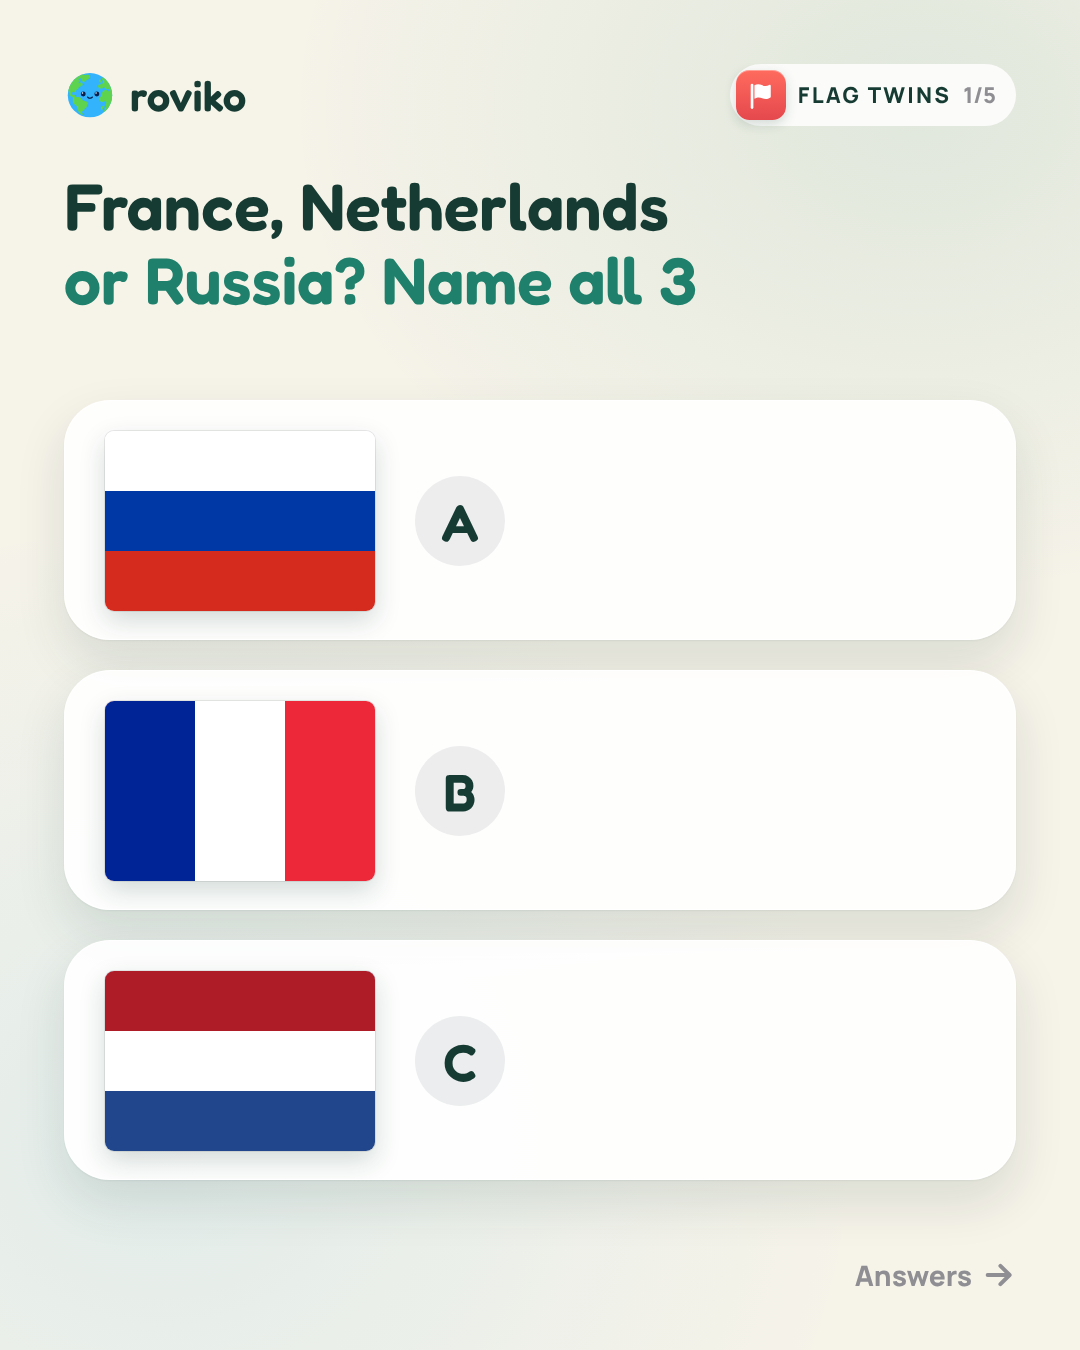 roviko
FLAG TWINS 1/5
France, Netherlands
or Russia? Name all 3
A
B
C
Answers →